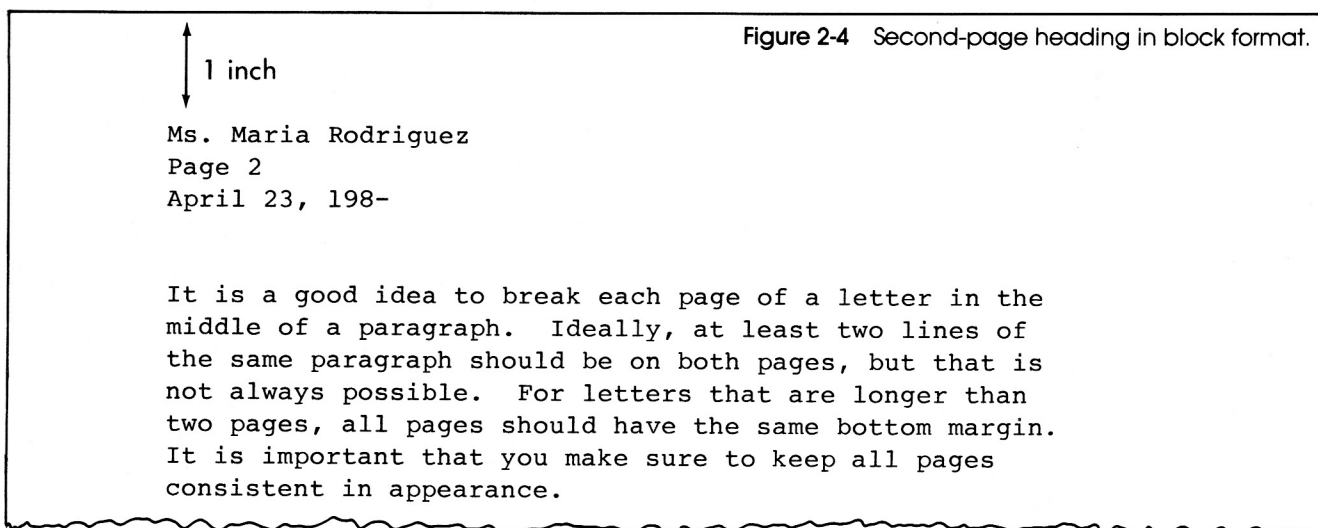 Figure 2-4 Second-page heading in block format.
1 inch
Ms. Maria Rodriguez
Page 2
April 23, 198-
It is a good idea to break each page of a letter in the
middle of a paragraph.  Ideally, at least two lines of
the same paragraph should be on both pages, but that is
not always possible.  For letters that are longer than
two pages, all pages should have the same bottom margin.
It is important that you make sure to keep all pages
consistent in appearance.